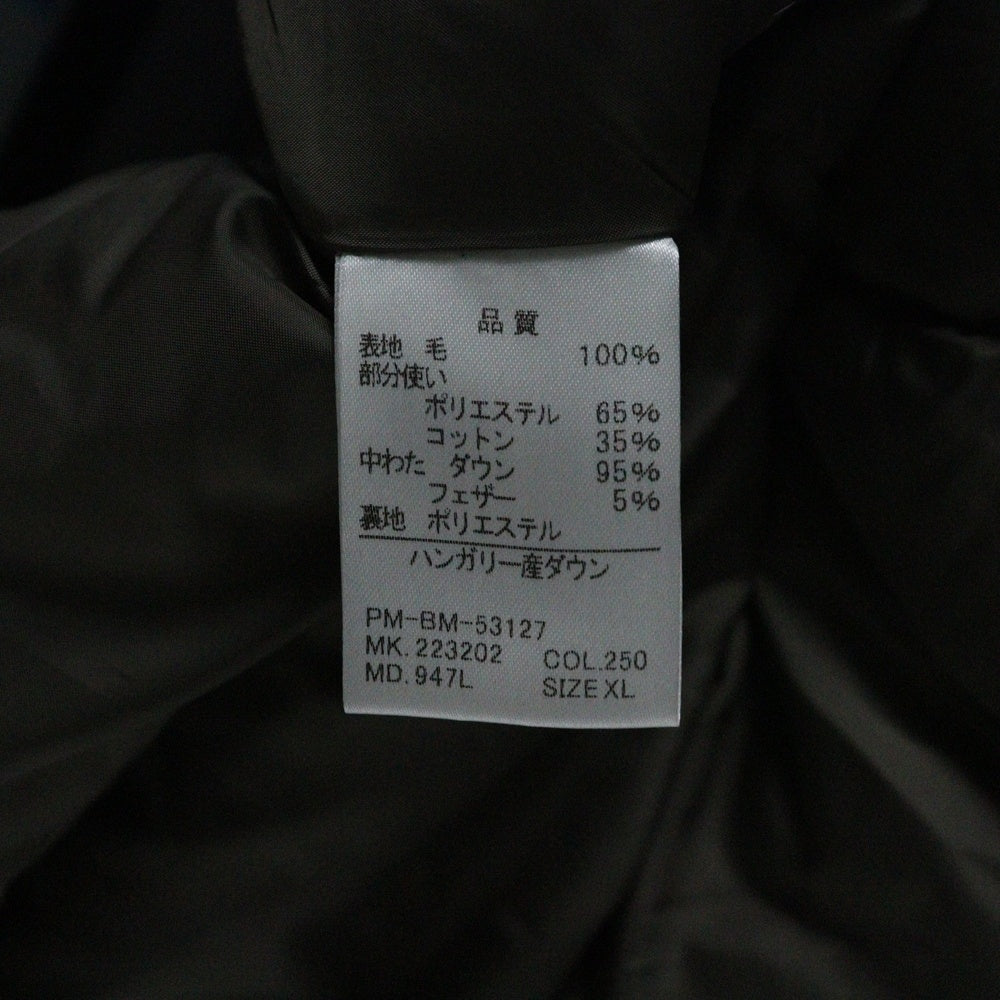 品質
表地 毛 100%
部分使い
ポリエステル 65%
コットン 35%
中わた ダウン 95%
フェザー 5%
裏地 ポリエステル
ハンガリー産ダウン
PM-BM-53127
MK.223202 COL.250
MD.947L SIZE XL